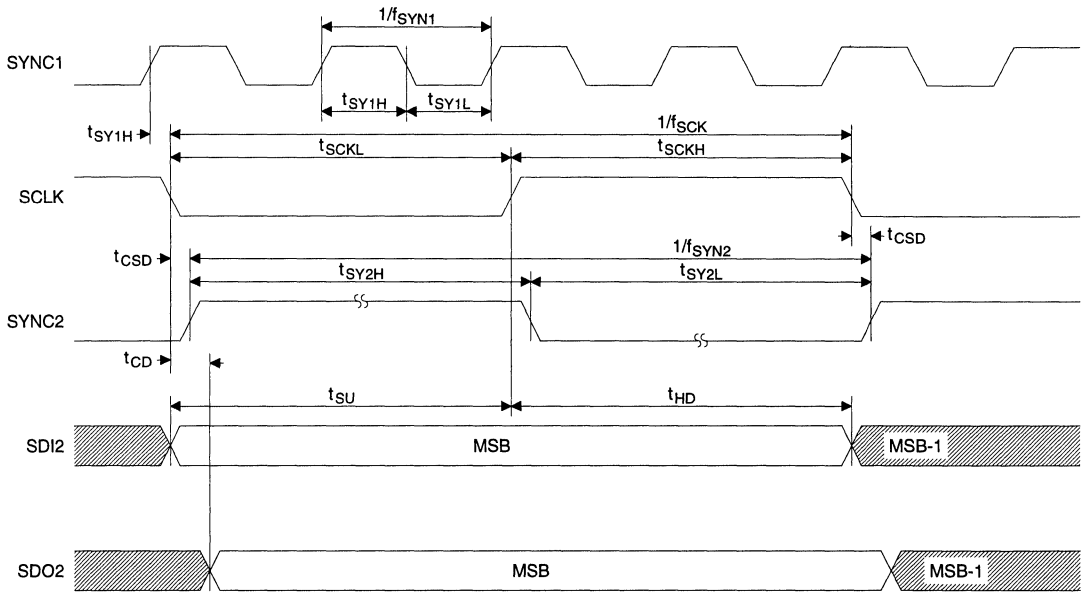 1/fSYN1
SYNC1
tSY1H tSY1L
tSY1H
1/fSCK
tSCKL tSCKH
SCLK
tCSD
tCSD 1/fSYN2
tSY2H tSY2L
SYNC2
tCD
tSU tHD
SDI2 MSB MSB-1
SDO2 MSB MSB-1